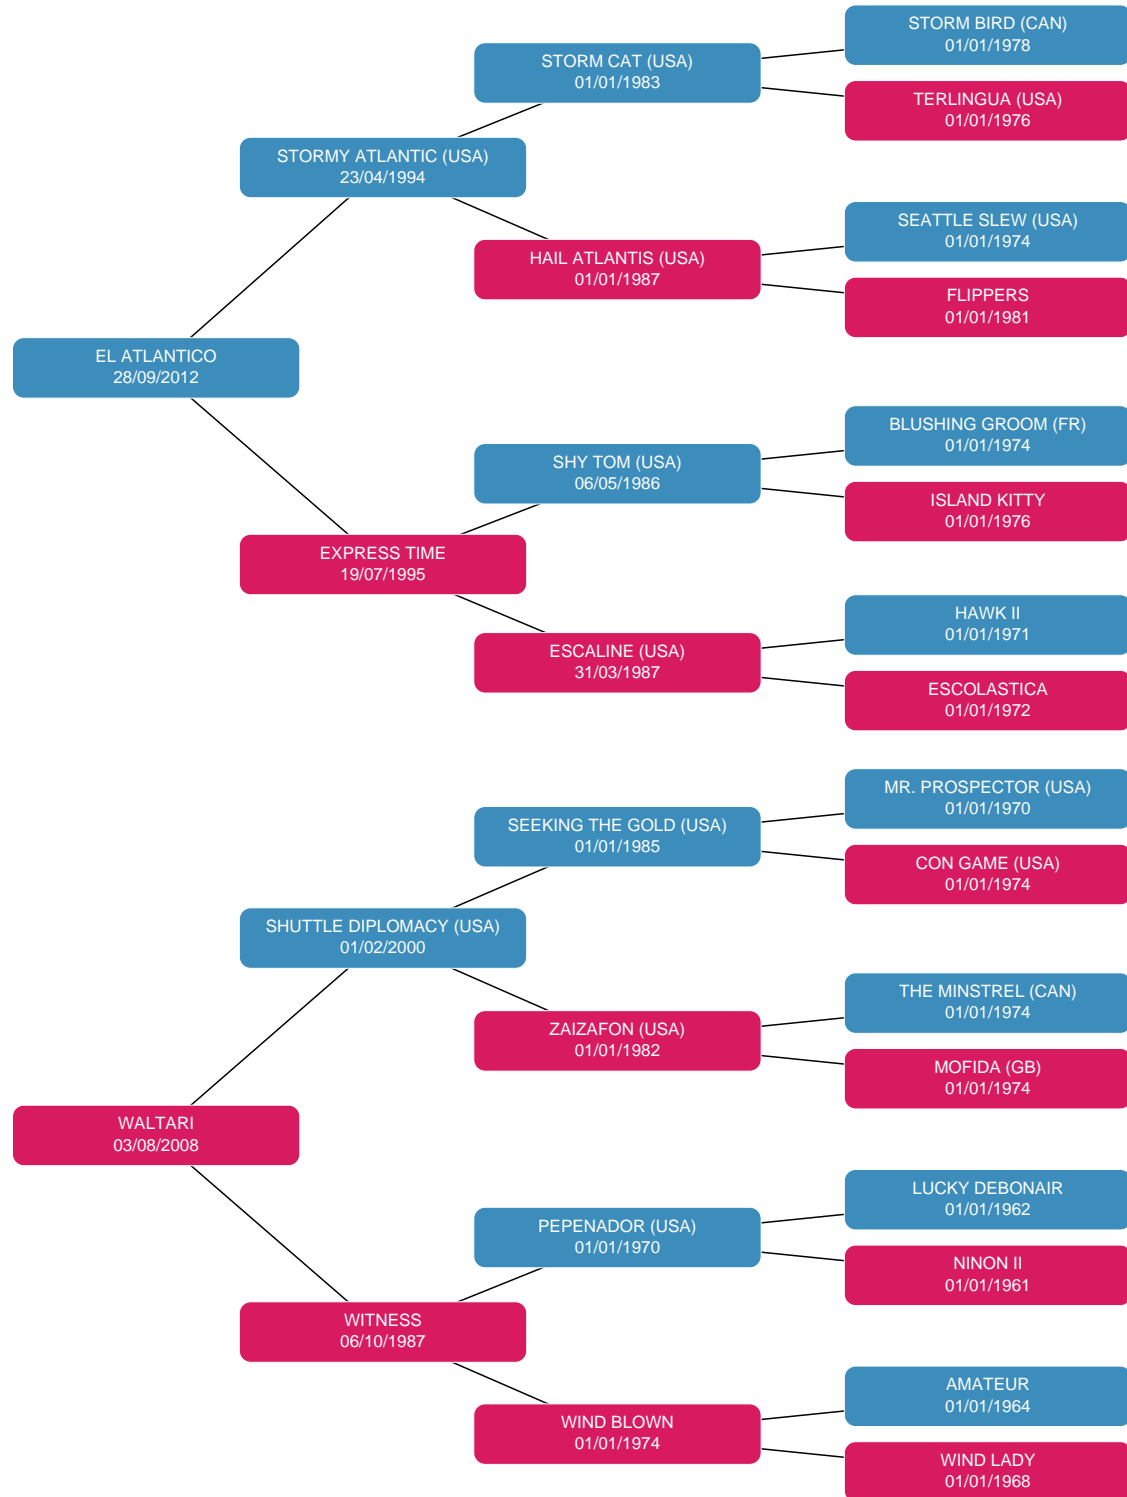 STORM BIRD (CAN)
01/01/1978
STORM CAT (USA)
01/01/1983
TERLINGUA (USA)
01/01/1976
STORMY ATLANTIC (USA)
23/04/1994
SEATTLE SLEW (USA)
01/01/1974
HAIL ATLANTIS (USA)
01/01/1987
FLIPPERS
01/01/1981
EL ATLANTICO
28/09/2012
BLUSHING GROOM (FR)
01/01/1974
SHY TOM (USA)
06/05/1986
ISLAND KITTY
01/01/1976
EXPRESS TIME
19/07/1995
HAWK II
01/01/1971
ESCALINE (USA)
31/03/1987
ESCOLASTICA
01/01/1972
MR. PROSPECTOR (USA)
01/01/1970
SEEKING THE GOLD (USA)
01/01/1985
CON GAME (USA)
01/01/1974
SHUTTLE DIPLOMACY (USA)
01/02/2000
THE MINSTREL (CAN)
01/01/1974
ZAIZAFON (USA)
01/01/1982
MOFIDA (GB)
01/01/1974
WALTARI
03/08/2008
LUCKY DEBONAIR
01/01/1962
PEPENADOR (USA)
01/01/1970
NINON II
01/01/1961
WITNESS
06/10/1987
AMATEUR
01/01/1964
WIND BLOWN
01/01/1974
WIND LADY
01/01/1968